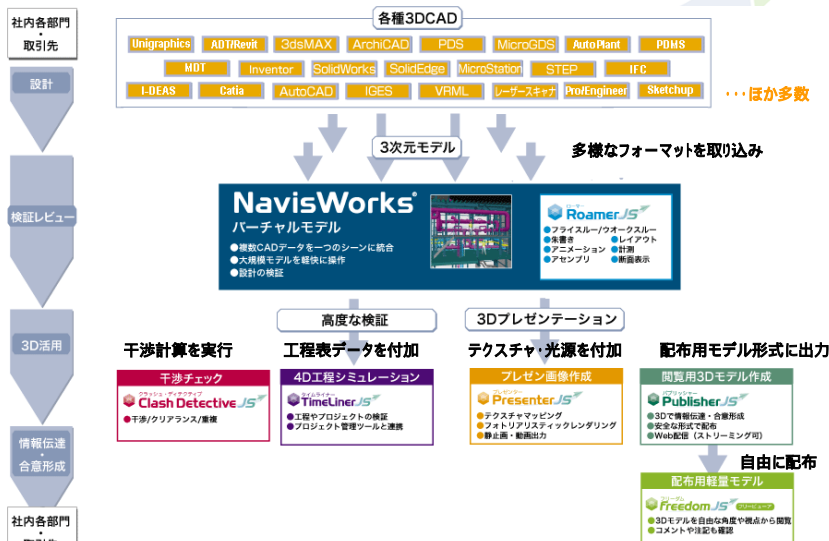 社内各部門
・
取引先
各種3DCAD
Unigraphics ADT/Revit 3dsMAX ArchiCAD PDS MicroGDS AutoPlant PDMS
MDT Inventor SolidWorks SolidEdge MicroStation STEP IFC
I-DEAS Catia AutoCAD IGES VRML レーザースキャナ Pro/Engineer Sketchup
・・・ほか多数
設計
3次元モデル
多様なフォーマットを取り込み
検証レビュー
NavisWorks®
バーチャルモデル
●複数CADデータを一つのシーンに統合
●大規模モデルを軽快に操作
●設計の検証
ローマー
Roamer JS
●フライスルー/ウオークスルー
●朱書き ●レイアウト
●アニメーション ●計測
●アセンブリ ●断面表示
高度な検証
3Dプレゼンテーション
3D活用
干渉計算を実行
工程表データを付加
テクスチャ・光源を付加
配布用モデル形式に出力
干渉チェック
クラッシュ・ディテクティブ
Clash Detective JS
●干渉/クリアランス/重複
4D工程シミュレーション
タイムライナー
TimeLiner JS
●工程やプロジェクトの検証
●プロジェクト管理ツールと連携
プレゼン画像作成
プレゼンター
Presenter JS
●テクスチャマッピング
●フォトリアリスティックレンダリング
●静止画・動画出力
閲覧用3Dモデル作成
パブリッシャー
Publisher JS
●3Dで情報伝達・合意形成
●安全な形式で配布
●Web配信（ストリーミング可）
情報伝達
・
合意形成
自由に配布
配布用軽量モデル
フリーダム
Freedom JS フリービューア
●3Dモデルを自由な角度や視点から閲覧
●コメントや注記も確認
社内各部門
・
取引先